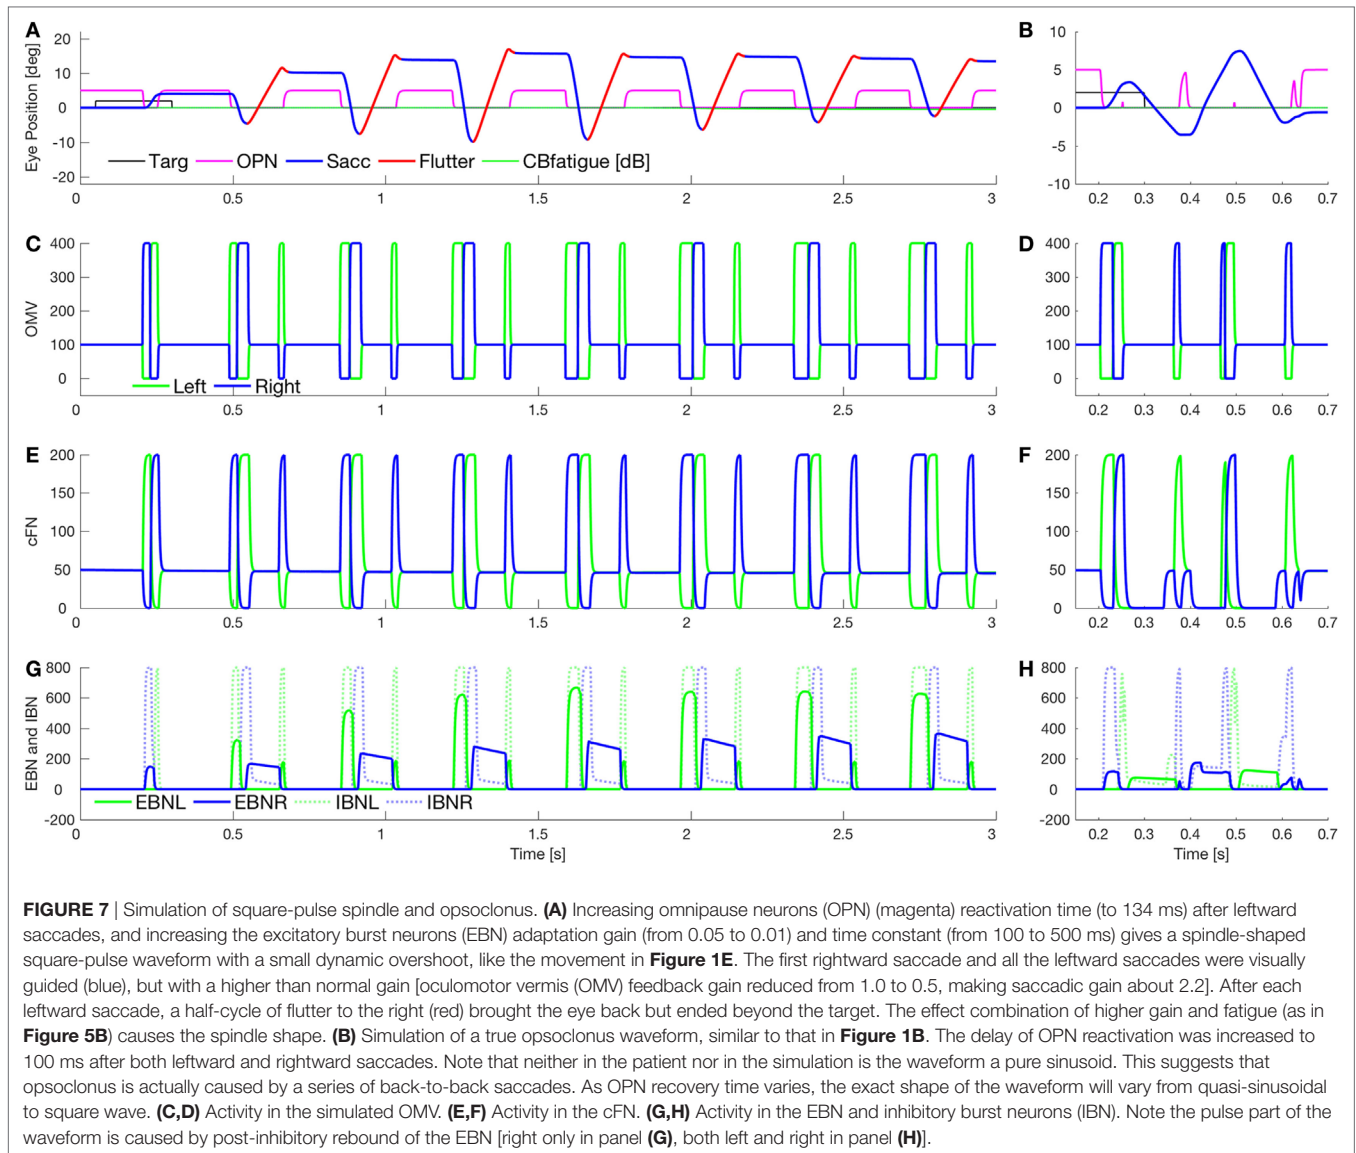 A
B
Eye Position [deg]
20
10
0
-10
-20
Targ
OPN
Sacc
Flutter
CBfatigue [dB]
0
0.5
1
1.5
2
2.5
3
10
5
0
-5
-10
0.2
0.3
0.4
0.5
0.6
0.7
C
D
OMV
400
300
200
100
0
Left
Right
0
0.5
1
1.5
2
2.5
3
400
300
200
100
0
0.2
0.3
0.4
0.5
0.6
0.7
E
F
cFN
200
150
100
50
0
0
0.5
1
1.5
2
2.5
3
200
150
100
50
0
0.2
0.3
0.4
0.5
0.6
0.7
G
H
EBN and IBN
800
600
400
200
0
-200
EBNL
EBNR
IBNL
IBNR
0
0.5
1
1.5
2
2.5
3
Time [s]
800
600
400
200
0
-200
0.2
0.3
0.4
0.5
0.6
0.7
Time [s]
FIGURE 7 | Simulation of square-pulse spindle and opsoclonus. (A) Increasing omnipause neurons (OPN) (magenta) reactivation time (to 134 ms) after leftward
saccades, and increasing the excitatory burst neurons (EBN) adaptation gain (from 0.05 to 0.01) and time constant (from 100 to 500 ms) gives a spindle-shaped
square-pulse waveform with a small dynamic overshoot, like the movement in Figure 1E. The first rightward saccade and all the leftward saccades were visually
guided (blue), but with a higher than normal gain [oculomotor vermis (OMV) feedback gain reduced from 1.0 to 0.5, making saccadic gain about 2.2]. After each
leftward saccade, a half-cycle of flutter to the right (red) brought the eye back but ended beyond the target. The effect combination of higher gain and fatigue (as in
Figure 5B) causes the spindle shape. (B) Simulation of a true opsoclonus waveform, similar to that in Figure 1B. The delay of OPN reactivation was increased to
100 ms after both leftward and rightward saccades. Note that neither in the patient nor in the simulation is the waveform a pure sinusoid. This suggests that
opsoclonus is actually caused by a series of back-to-back saccades. As OPN recovery time varies, the exact shape of the waveform will vary from quasi-sinusoidal
to square wave. (C,D) Activity in the simulated OMV. (E,F) Activity in the cFN. (G,H) Activity in the EBN and inhibitory burst neurons (IBN). Note the pulse part of the
waveform is caused by post-inhibitory rebound of the EBN [right only in panel (G), both left and right in panel (H)].